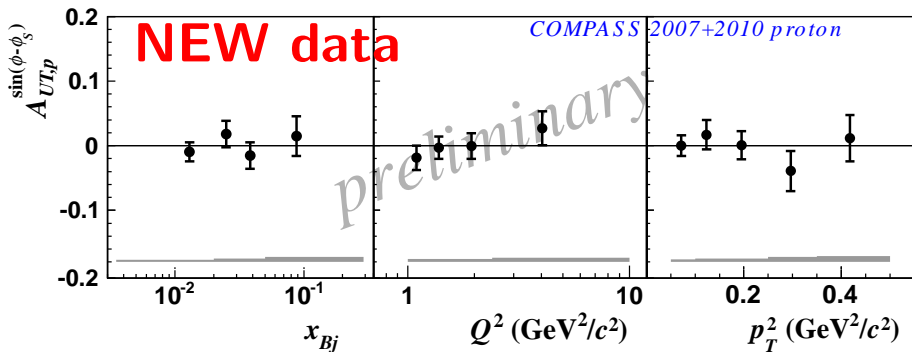 NEW data
COMPASS 2007+2010 proton
preliminary
A_{UT,p}^{sin(ϕ-ϕ_S)}
0.2
0.1
0
-0.1
-0.2
10^{-2} 10^{-1} 1 10 0.2 0.4
x_{Bj} Q^2 (GeV^2/c^2) p_T^2 (GeV^2/c^2)